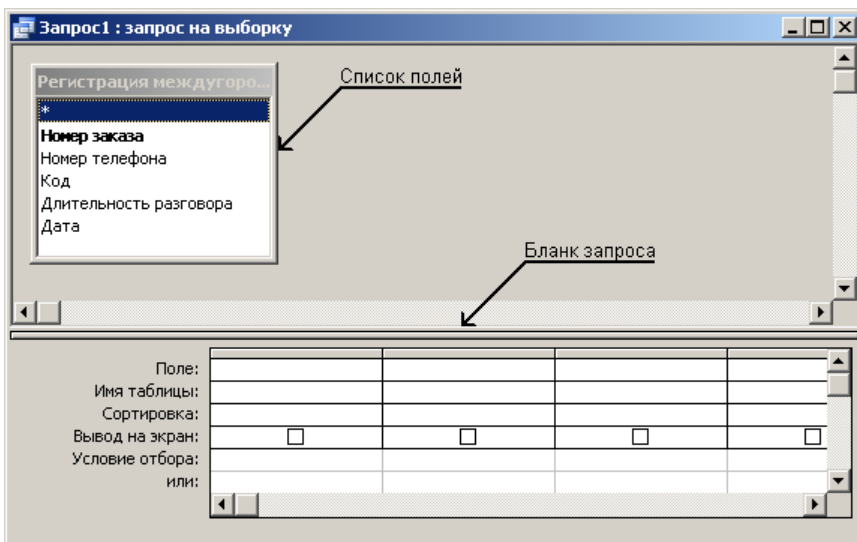 Запрос1 : запрос на выборку
Регистрация междугоро...
Список полей
*
Номер заказа
Номер телефона
Код
Длительность разговора
Дата
Бланк запроса
Поле:
Имя таблицы:
Сортировка:
Вывод на экран:
Условие отбора:
или: